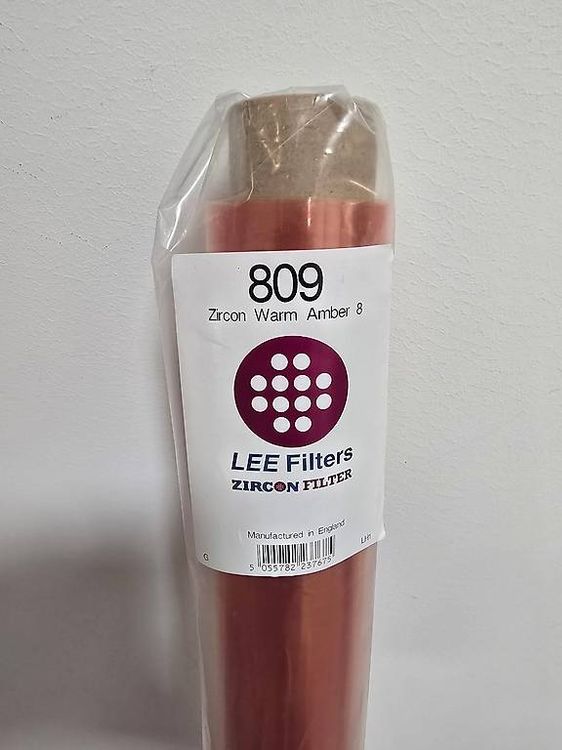 809
Zircon Warm Amber 8
LEE Filters
ZIRCON FILTER
Manufactured in England
G
5 055782 237675